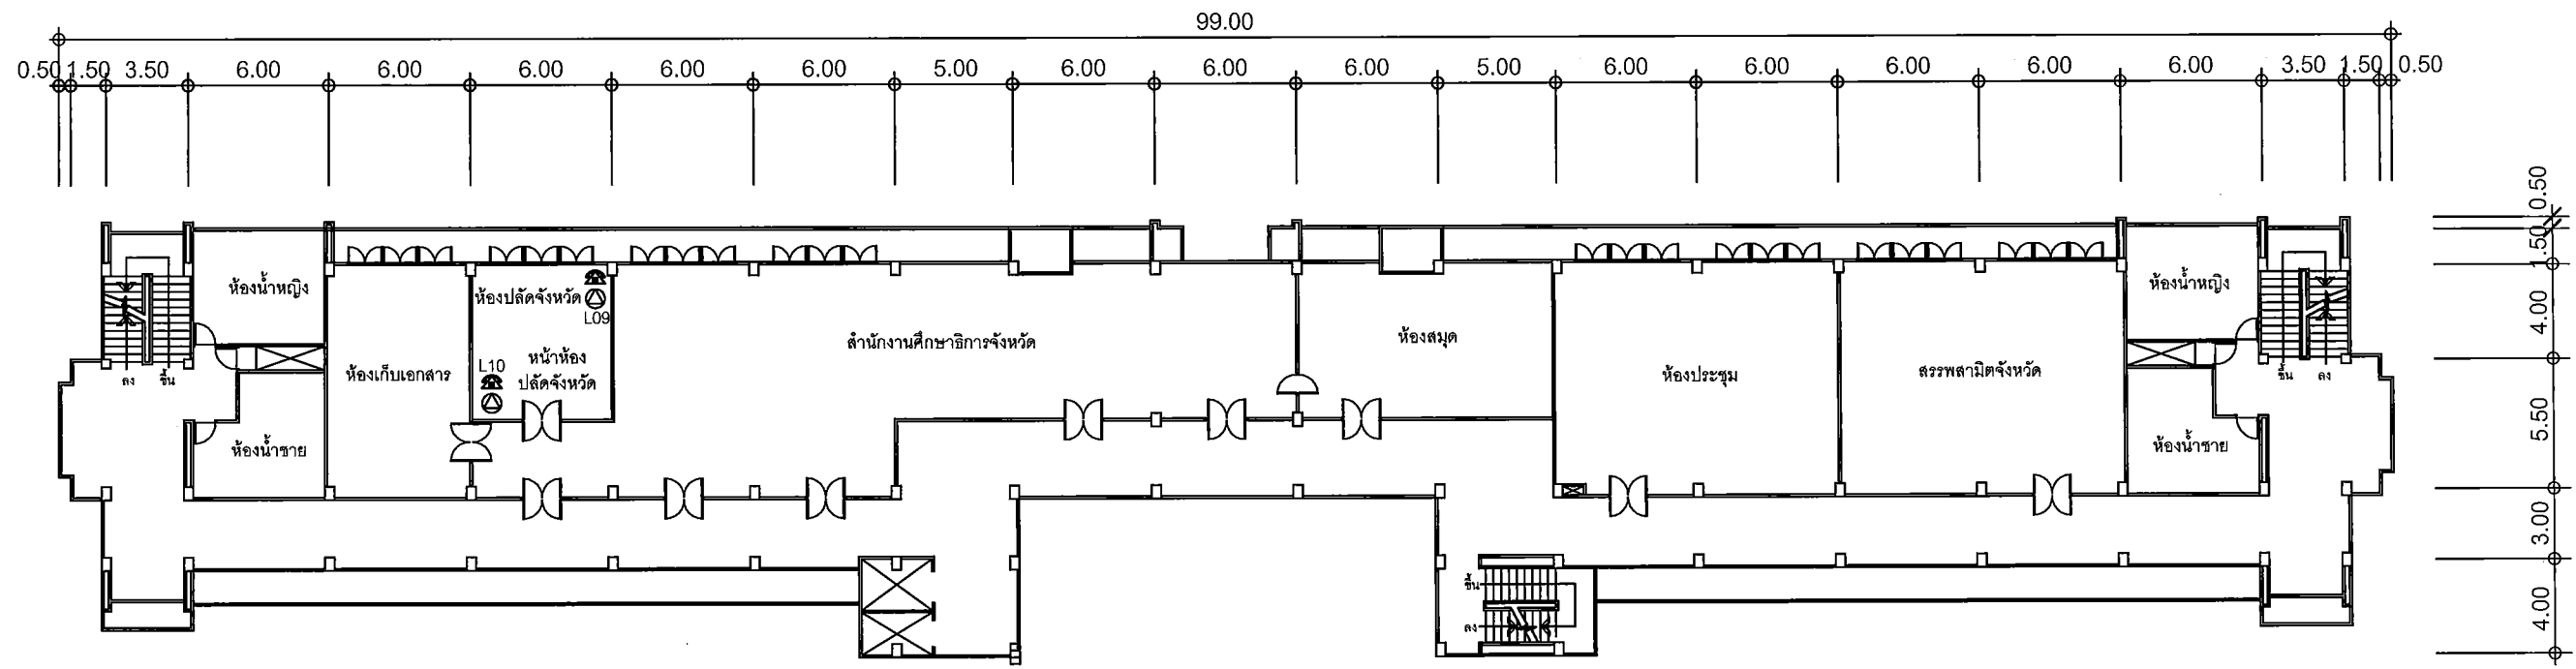 99.00
0.50 1.50 3.50 6.00 6.00 6.00 6.00 6.00 5.00 6.00 6.00 6.00 5.00 6.00 6.00 6.00 6.00 6.00 3.50 1.50 0.50
0.50
1.50
4.00
5.50
3.00
4.00
ห้องน้ำหญิง
ห้องปลัดจังหวัด
L09
สำนักงานศึกษาธิการจังหวัด
ห้องสมุด
ห้องน้ำหญิง
L10
หน้าห้อง
ปลัดจังหวัด
ลง ขึ้น
ห้องเก็บเอกสาร
ห้องประชุม
สรรพสามิตจังหวัด
ขึ้น ลง
ห้องน้ำชาย
ห้องน้ำชาย
ขึ้น
ลง